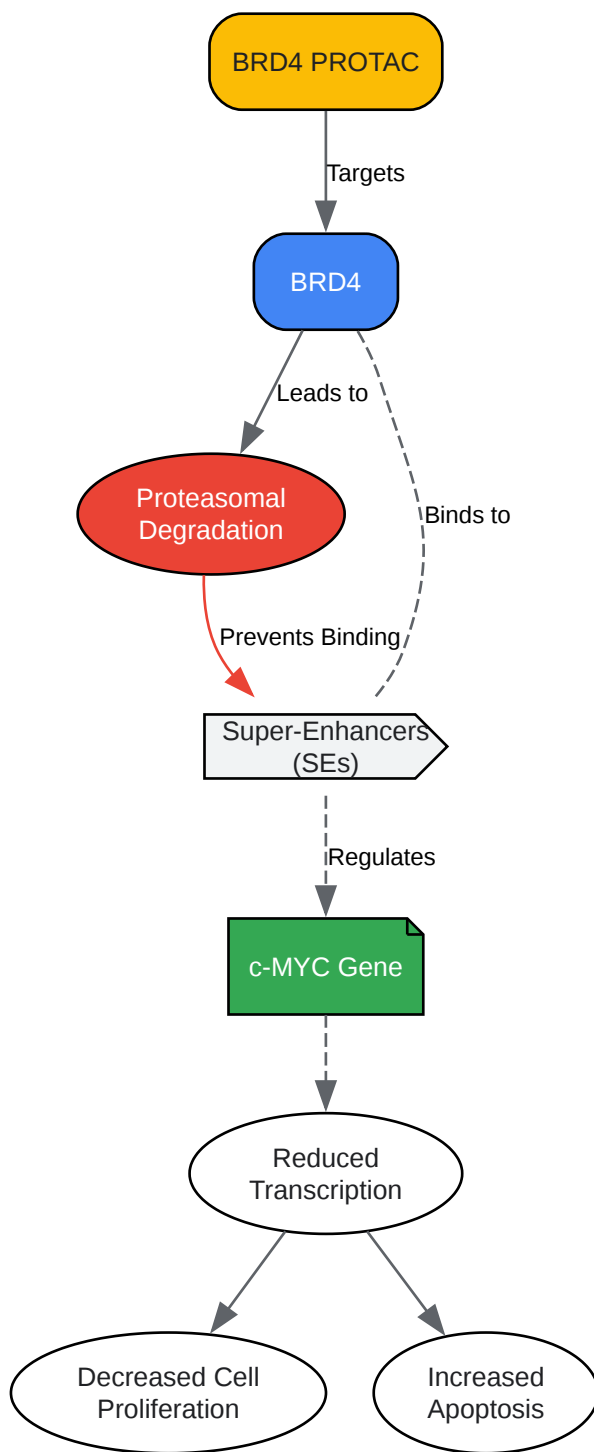 BRD4 PROTAC
Targets
BRD4
Leads to
Proteasomal
Degradation
Binds to
Prevents Binding
Super-Enhancers
(SEs)
Regulates
c-MYC Gene
Reduced
Transcription
Decreased Cell
Proliferation
Increased
Apoptosis